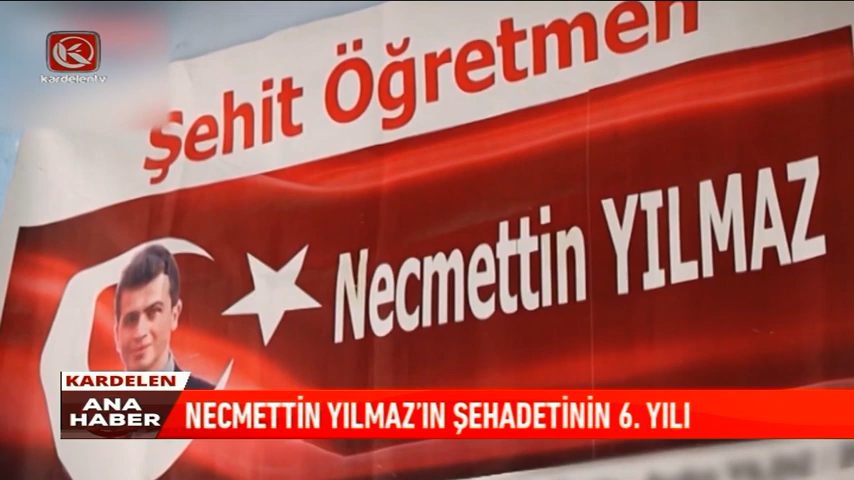 kardelentv
Şehit Öğretmen
Necmettin YILMAZ
KARDELEN
ANA
HABER
NECMETTİN YILMAZ'IN ŞEHADETİNİN 6. YILI